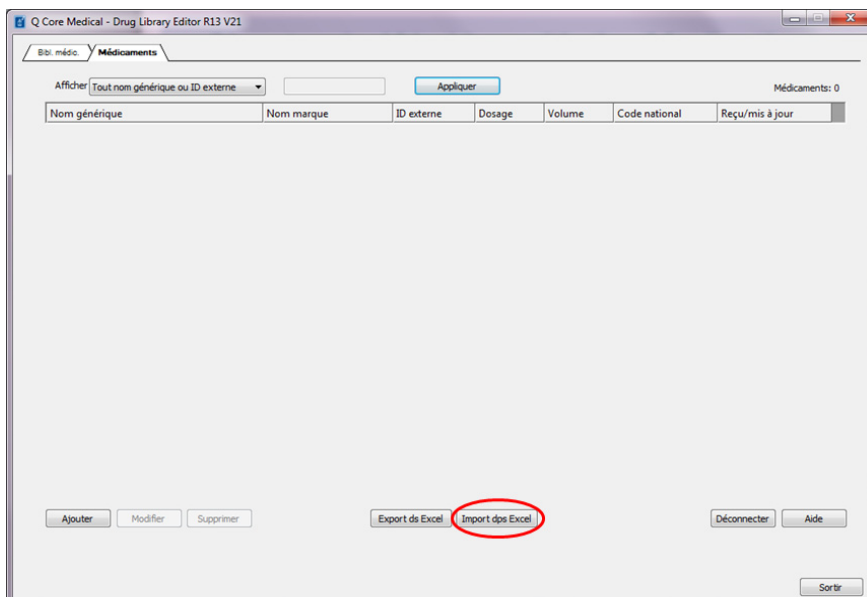 Q Core Medical - Drug Library Editor R13 V21
Bibl. médic. Médicaments
Afficher Tout nom générique ou ID externe Appliquer Médicaments: 0
Nom générique Nom marque ID externe Dosage Volume Code national Reçu/mis à jour
Ajouter Modifier Supprimer Export ds Excel Import dps Excel Déconnecter Aide
Sortir